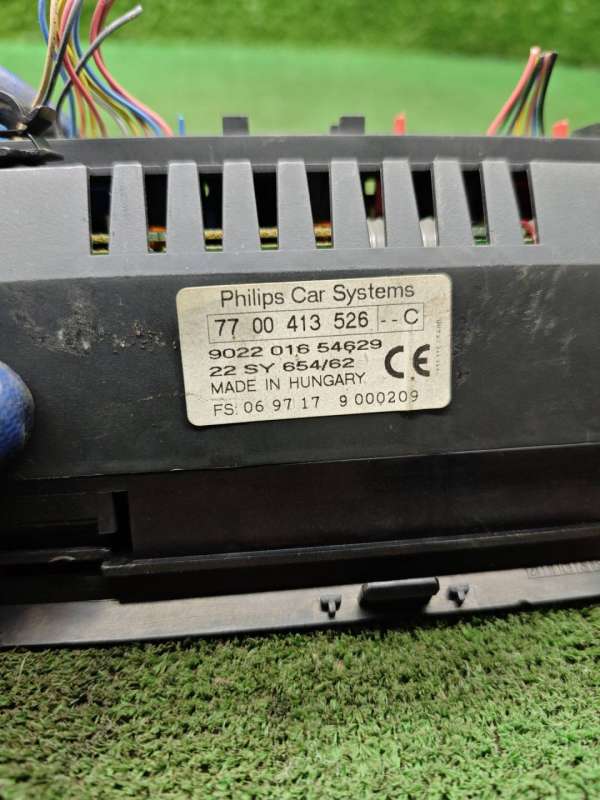 Philips Car Systems
77 00 413 526 --C
9022 016 54629
22 SY 654/62
MADE IN HUNGARY
CE
FS: 06 97 17 9 000209